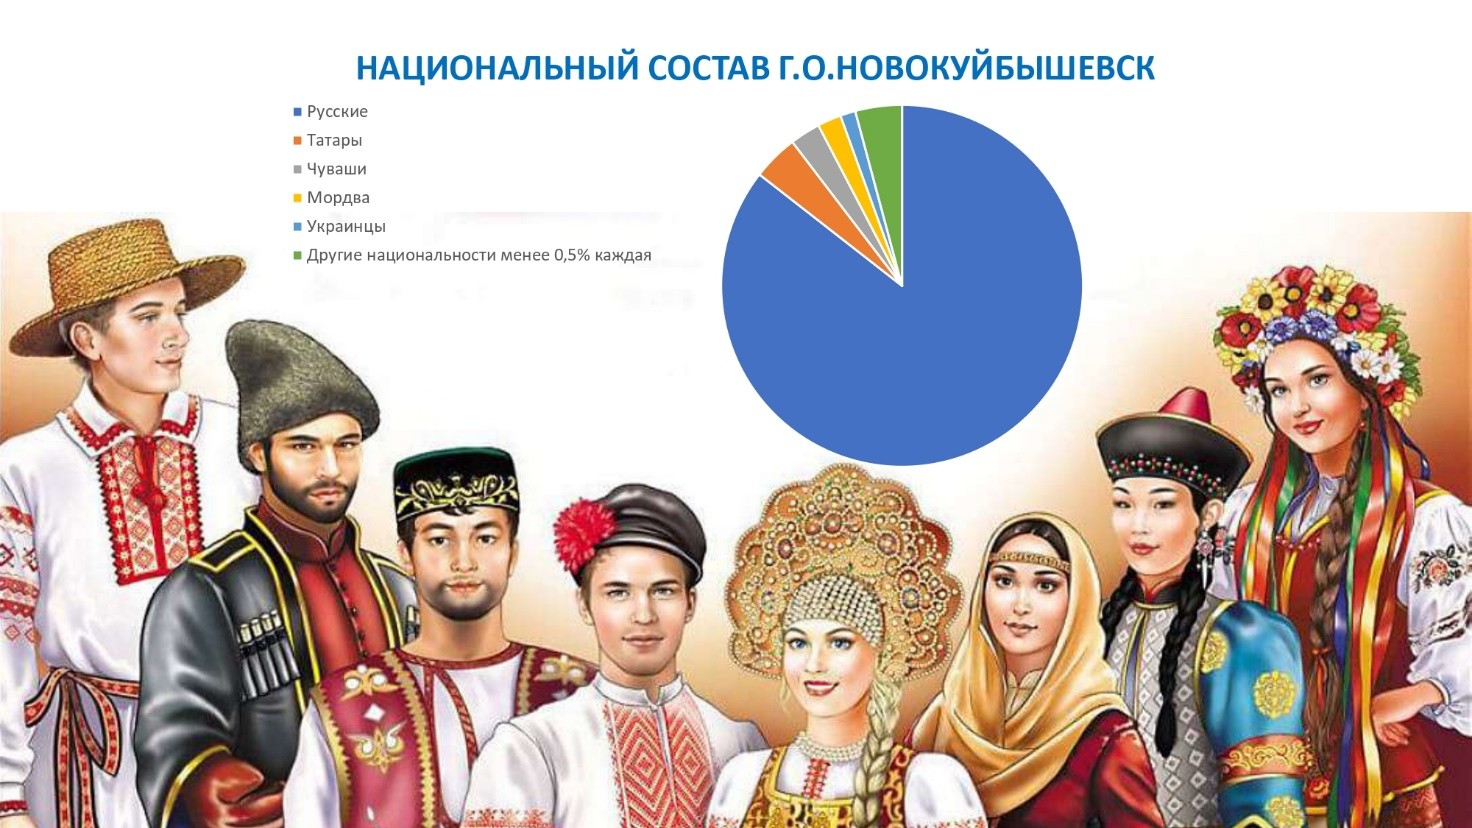 НАЦИОНАЛЬНЫЙ СОСТАВ Г.О.НОВОКУЙБЫШЕВСК
Русские
Татары
Чуваши
Мордва
Украинцы
Другие национальности менее 0,5% каждая